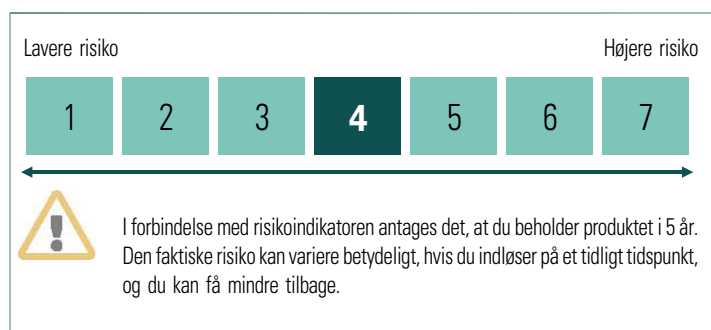 Lavere risiko Højere risiko
1 2 3 4 5 6 7
I forbindelse med risikoindikatoren antages det, at du beholder produktet i 5 år.
Den faktiske risiko kan variere betydeligt, hvis du indløser på et tidligt tidspunkt,
og du kan få mindre tilbage.